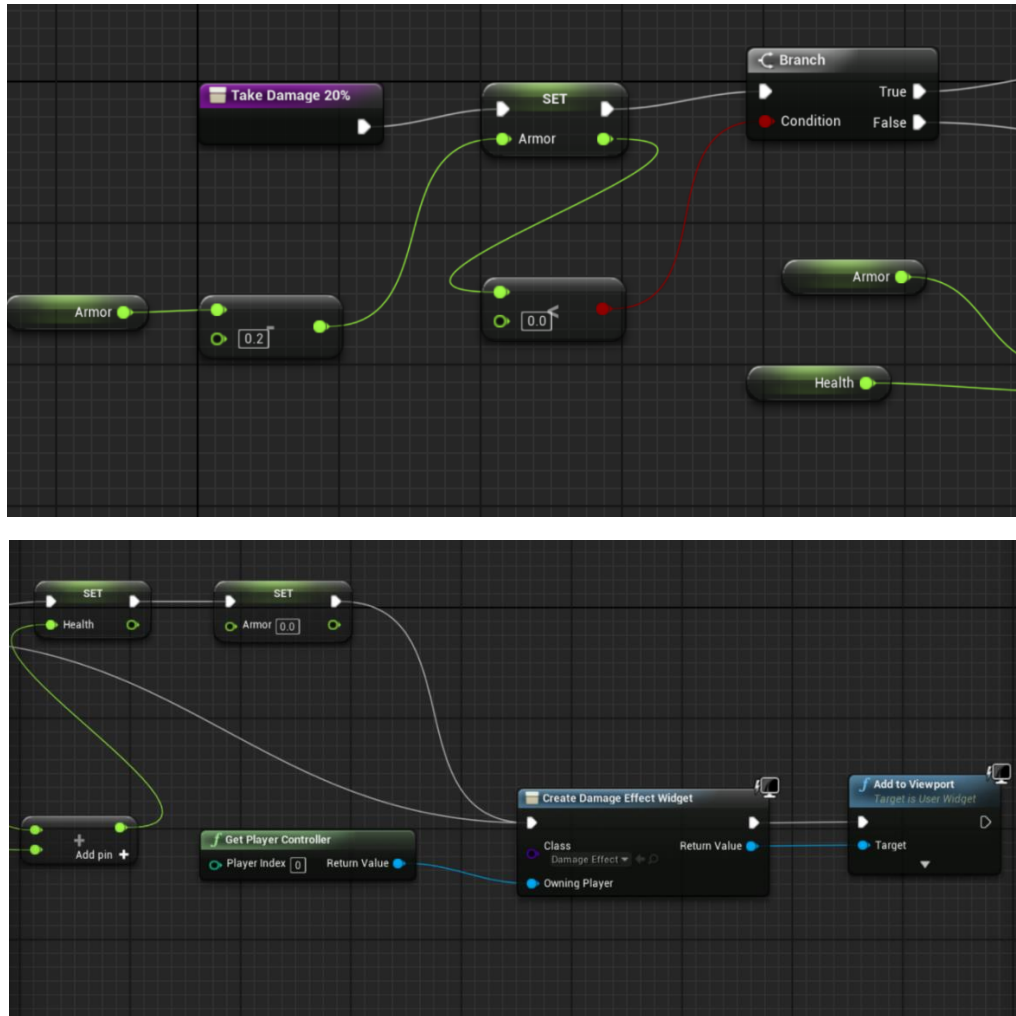 Take Damage 20%
SET
Armor
Branch
True
Condition
False
Armor
-
0.2
<
0.0
Armor
Health
SET
Health
SET
Armor 0.0
+
Add pin +
Get Player Controller
Player Index 0
Return Value
Create Damage Effect Widget
Class
Damage Effect
Return Value
Owning Player
Add to Viewport
Target is User Widget
Target